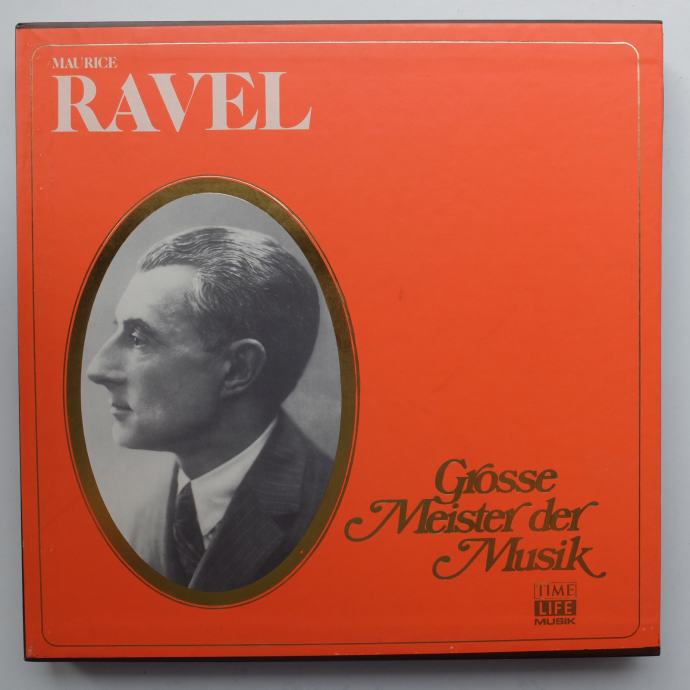 MAURICE
RAVEL
Grosse
Meister der
Musik
TIME
LIFE
MUSIK